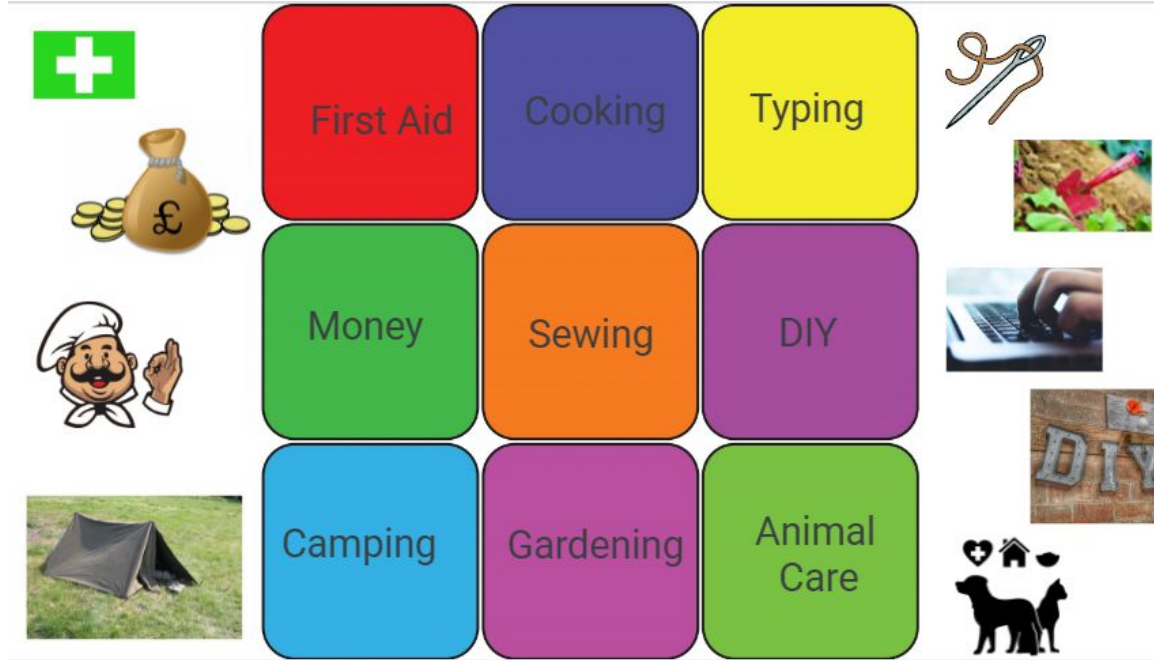 First Aid
Cooking
Typing
£
Money
Sewing
DIY
DIY
Camping
Gardening
Animal
Care